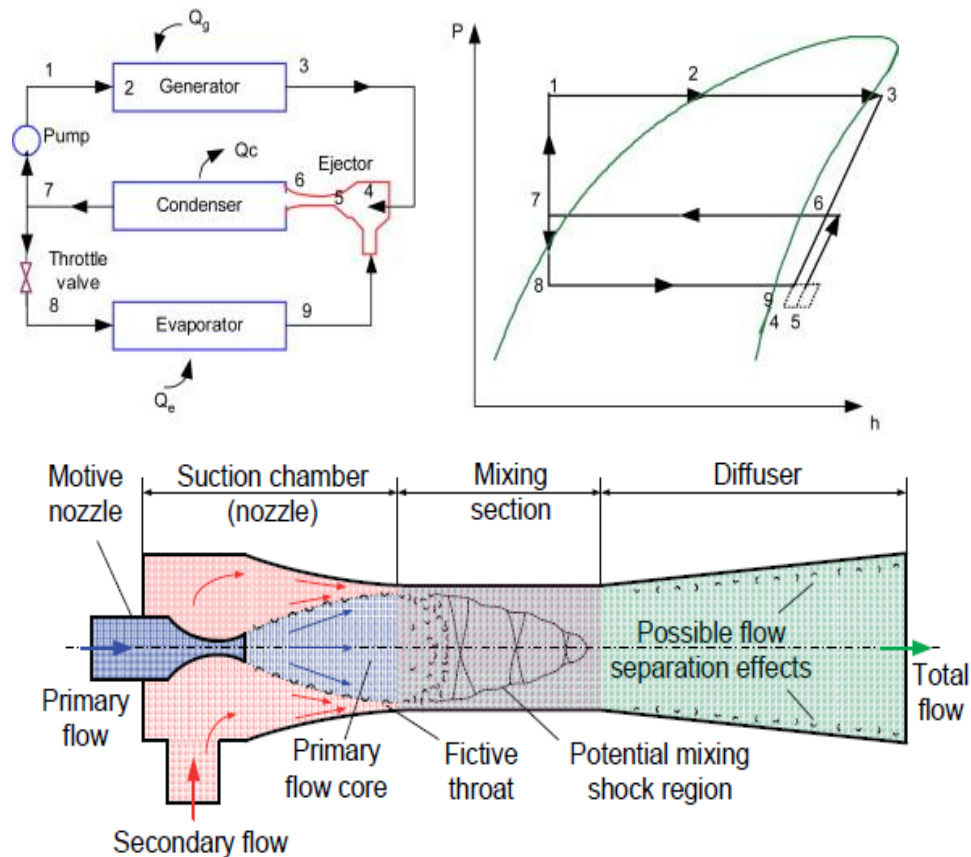 Qg
1
2
Generator
3
Pump
Qc
Ejector
7
Condenser
6
5
4
Throttle
valve
8
Evaporator
9
Qe
P
1
2
3
7
6
8
9
4
5
h
Motive
nozzle
Suction chamber
(nozzle)
Mixing
section
Diffuser
Primary
flow
Primary
flow core
Fictive
throat
Potential mixing
shock region
Possible flow
separation effects
Total
flow
Secondary flow